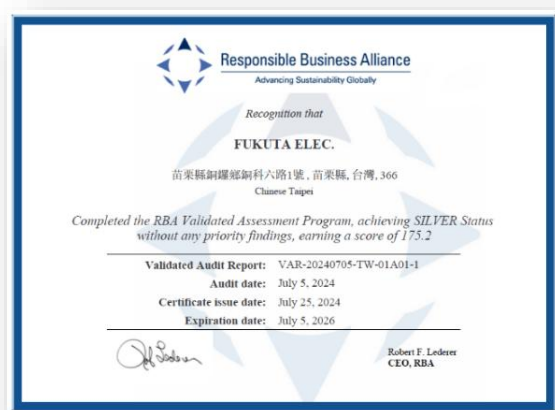 Responsible Business Alliance
Advancing Sustainability Globally
Recognition that
FUKUTA ELEC.
苗栗縣銅鑼鄉銅科六路1號, 苗栗縣, 台灣, 366
Chinese Taipei
Completed the RBA Validated Assessment Program, achieving SILVER Status
without any priority findings, earning a score of 175.2
Validated Audit Report: VAR-20240705-TW-01A01-1
Audit date: July 5, 2024
Certificate issue date: July 25, 2024
Expiration date: July 5, 2026
Robert F. Lederer
CEO, RBA